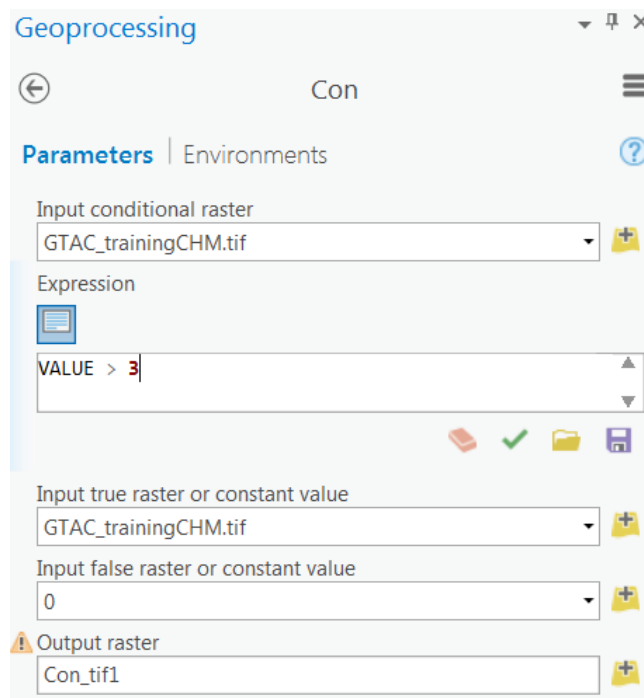 Geoprocessing
Con
Parameters | Environments
Input conditional raster
GTAC_trainingCHM.tif
Expression
VALUE > 3
Input true raster or constant value
GTAC_trainingCHM.tif
Input false raster or constant value
0
Output raster
Con_tif1